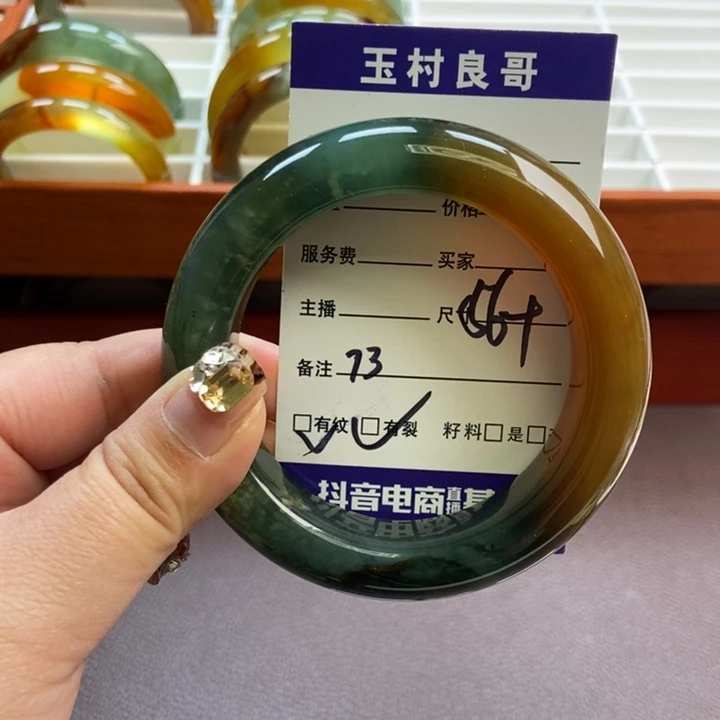 玉村良哥
价格
服务费 买家
主播 尺 56+
备注 73
有纹 有裂 籽料 是
抖音电商直播基